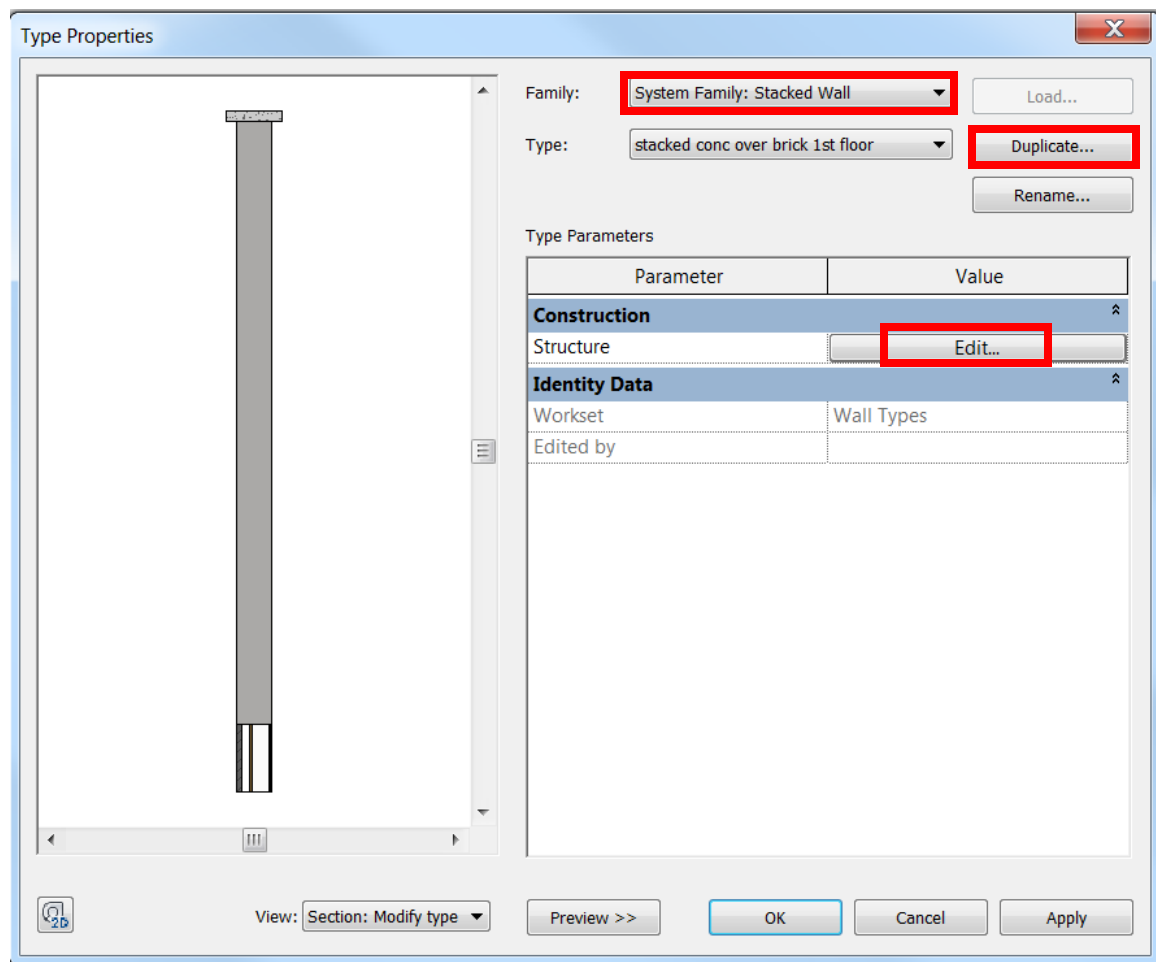 Type Properties
X
Family: System Family: Stacked Wall Load...
Type: stacked conc over brick 1st floor Duplicate...
Rename...
Type Parameters
Parameter Value
Construction
Structure Edit...
Identity Data
Workset Wall Types
Edited by
2D View: Section: Modify type Preview >> OK Cancel Apply